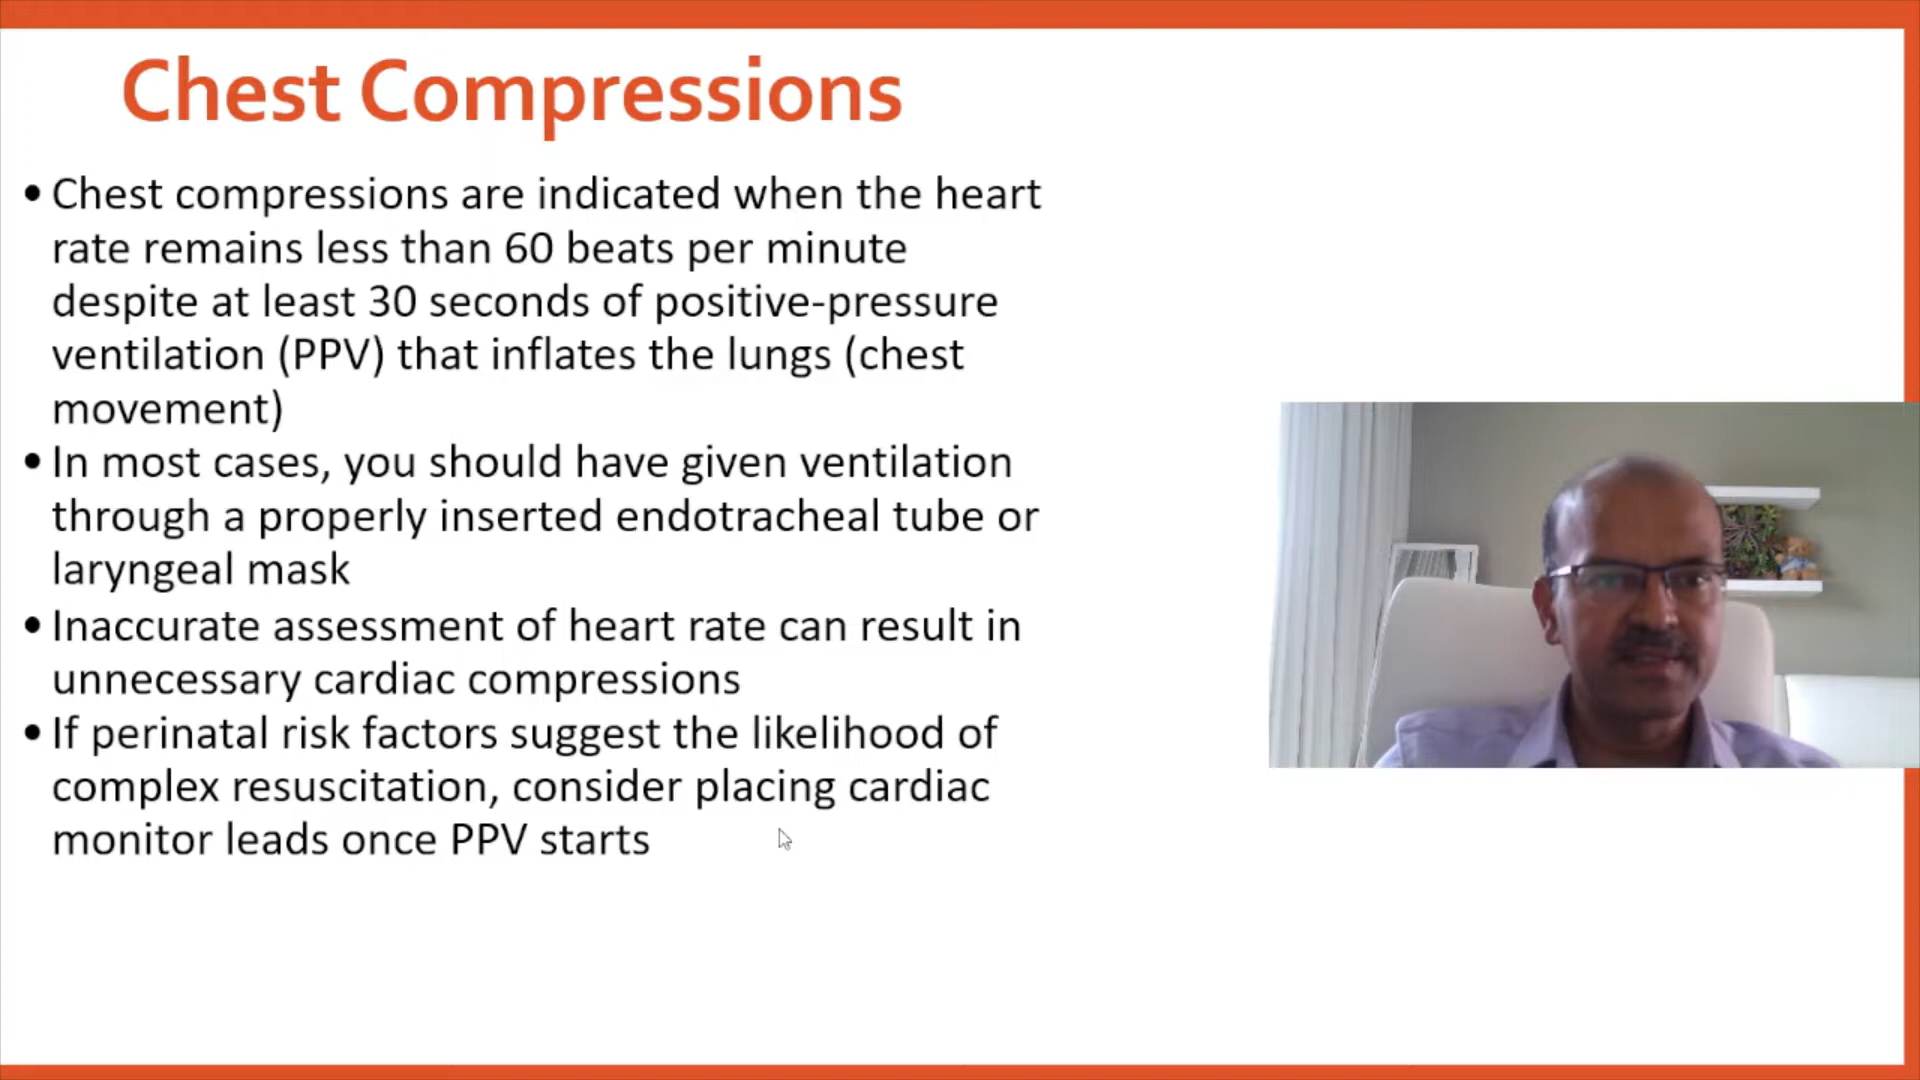 Chest Compressions
• Chest compressions are indicated when the heart
rate remains less than 60 beats per minute
despite at least 30 seconds of positive-pressure
ventilation (PPV) that inflates the lungs (chest
movement)
• In most cases, you should have given ventilation
through a properly inserted endotracheal tube or
laryngeal mask
• Inaccurate assessment of heart rate can result in
unnecessary cardiac compressions
• If perinatal risk factors suggest the likelihood of
complex resuscitation, consider placing cardiac
monitor leads once PPV starts